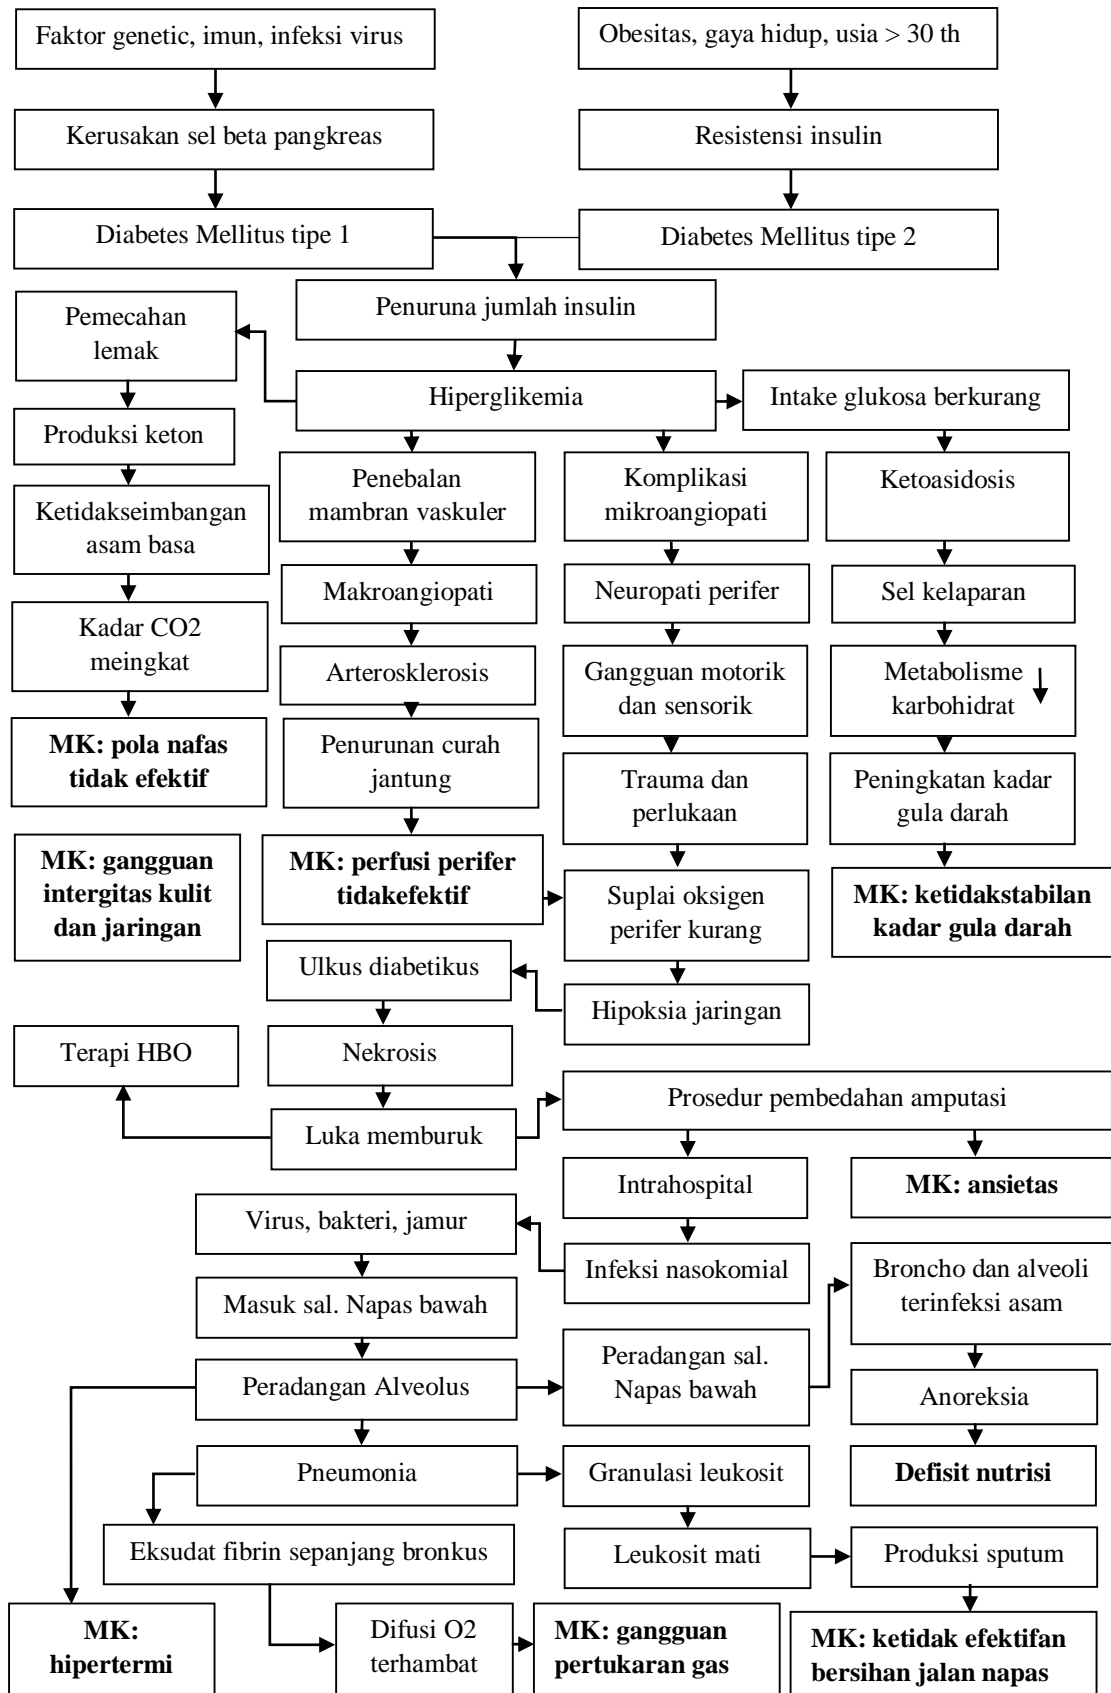 Faktor genetic, imun, infeksi virus
Obesitas, gaya hidup, usia > 30 th
Kerusakan sel beta pangkreas
Resistensi insulin
Diabetes Mellitus tipe 1
Diabetes Mellitus tipe 2
Penuruna jumlah insulin
Pemecahan
lemak
Hiperglikemia
Intake glukosa berkurang
Produksi keton
Penebalan
mambran vaskuler
Komplikasi
mikroangiopati
Ketoasidosis
Ketidakseimbangan
asam basa
Makroangiopati
Neuropati perifer
Sel kelaparan
Kadar CO2
meingkat
Arterosklerosis
Gangguan motorik
dan sensorik
Metabolisme
karbohidrat
MK: pola nafas
tidak efektif
Penurunan curah
jantung
Trauma dan
perlukaan
Peningkatan kadar
gula darah
MK: gangguan
intergitas kulit
dan jaringan
MK: perfusi perifer
tidakefektif
Suplai oksigen
perifer kurang
MK: ketidakstabilan
kadar gula darah
Ulkus diabetikus
Hipoksia jaringan
Terapi HBO
Nekrosis
Prosedur pembedahan amputasi
Luka memburuk
Intrahospital
MK: ansietas
Virus, bakteri, jamur
Infeksi nasokomial
Broncho dan alveoli
terinfeksi asam
Masuk sal. Napas bawah
Peradangan Alveolus
Peradangan sal.
Napas bawah
Anoreksia
Pneumonia
Granulasi leukosit
Defisit nutrisi
Eksudat fibrin sepanjang bronkus
Leukosit mati
Produksi sputum
MK:
hipertermi
Difusi O2
terhambat
MK: gangguan
pertukaran gas
MK: ketidak efektifan
bersihan jalan napas